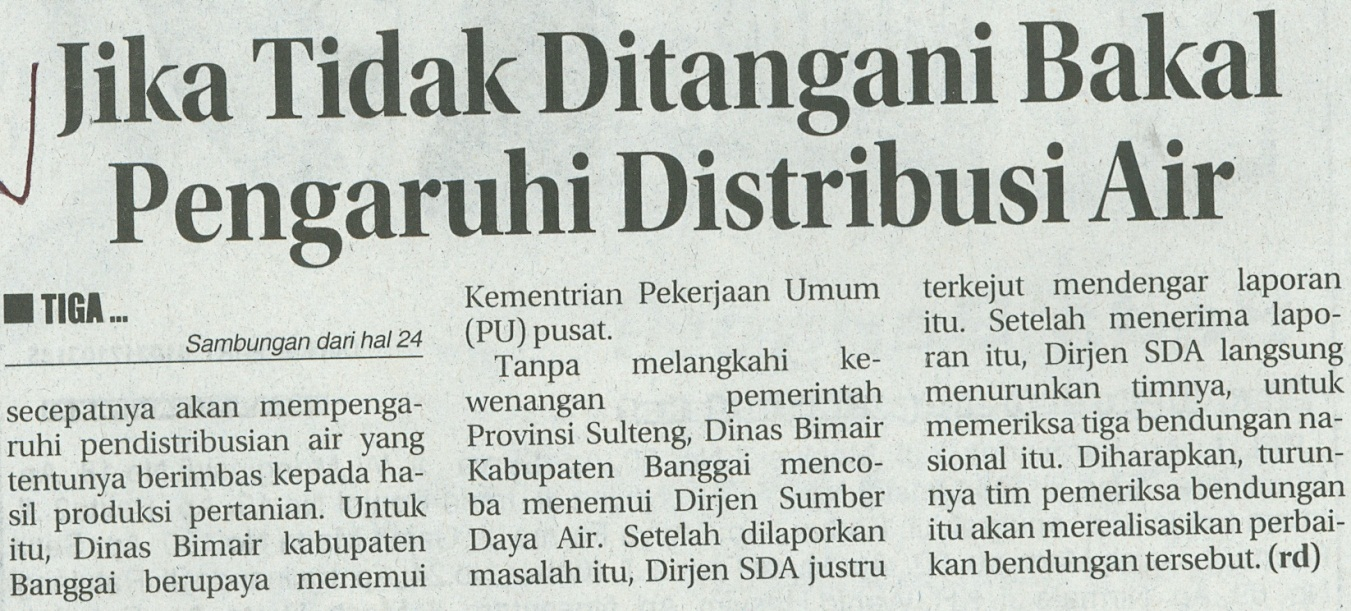 Jika Tidak Ditangani Bakal
Pengaruhi Distribusi Air
TIGA ...
Sambungan dari hal 24
secepatnya akan mempenga-
ruhi pendistribusian air yang
tentunya berimbas kepada ha-
sil produksi pertanian. Untuk
itu, Dinas Bimair kabupaten
Banggai berupaya menemui
Kementrian Pekerjaan Umum
(PU) pusat.
Tanpa melangkahi ke-
wenangan pemerintah
Provinsi Sulteng, Dinas Bimair
Kabupaten Banggai menco-
ba menemui Dirjen Sumber
Daya Air. Setelah dilaporkan
masalah itu, Dirjen SDA justru
terkejut mendengar laporan
itu. Setelah menerima lapo-
ran itu, Dirjen SDA langsung
menurunkan timnya, untuk
memeriksa tiga bendungan na-
sional itu. Diharapkan, turun-
nya tim pemeriksa bendungan
itu akan merealisasikan perbai-
kan bendungan tersebut. (rd)